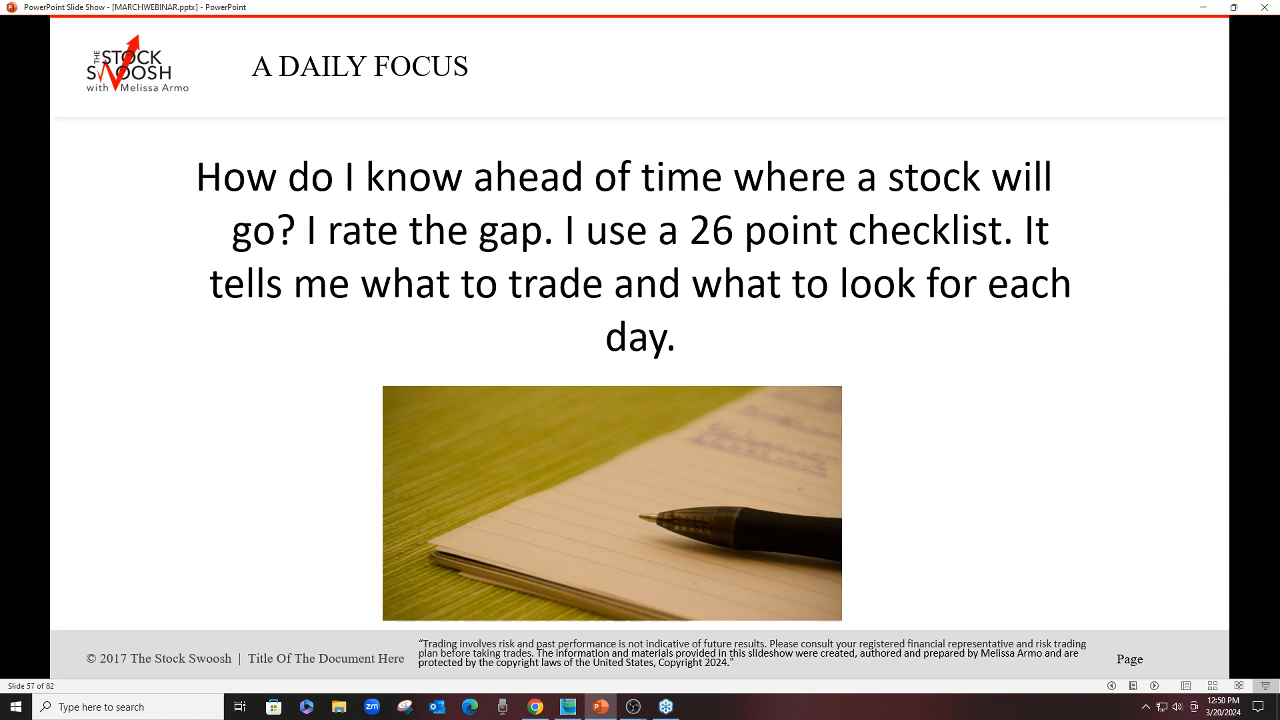 PowerPoint Slide Show - [MARCHWEBINAR.pptx] - PowerPoint
THE
STOCK
SWOOSH
with Melissa Armo
A DAILY FOCUS
How do I know ahead of time where a stock will
go? I rate the gap. I use a 26 point checklist. It
tells me what to trade and what to look for each
day.
© 2017 The Stock Swoosh | Title Of The Document Here
"Trading involves risk and past performance is not indicative of future results. Please consult your registered financial representative and risk trading
plan before taking trades. The information and materials provided in this slideshow were created, authored and prepared by Melissa Armo and are
protected by the copyright laws of the United States, Copyright 2024."
Page
Slide 57 of 82
Type here to search
zm
12:50 PM
3/20/2024